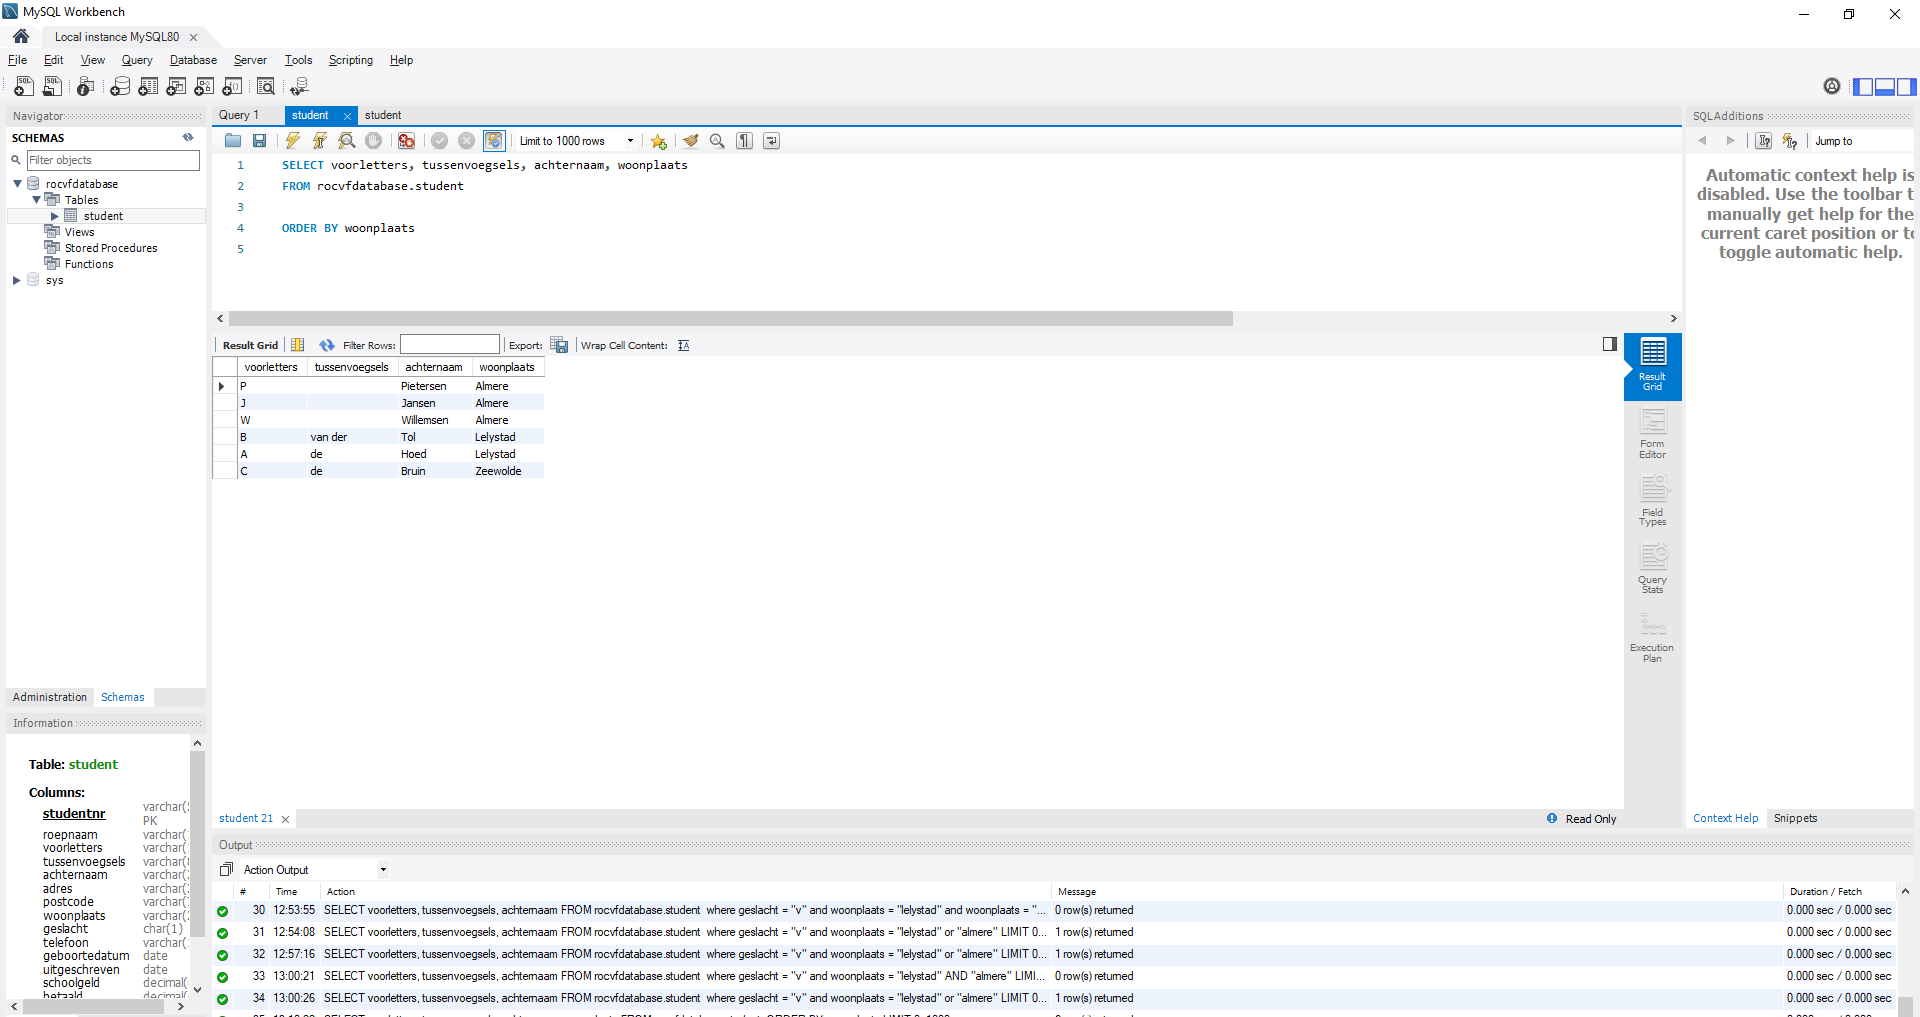 MySQL Workbench
Local instance MySQL80
File Edit View Query Database Server Tools Scripting Help
Navigator
SCHEMAS
Filter objects
rocvfdatabase
Tables
student
Views
Stored Procedures
Functions
sys
Administration Schemas
Information
Table: student
Columns:
studentnr varchar(
PK
roepnaam varchar(
voorletters varchar(
tussenvoegsels varchar(
achternaam varchar(
adres varchar(
postcode varchar(
woonplaats varchar(
geslacht char(1)
telefoon varchar(
geboortedatum date
uitgeschreven date
schoolgeld decimal(
betaald decimal(
Query 1 student student
Limit to 1000 rows
1 SELECT voorletters, tussenvoegsels, achternaam, woonplaats
2 FROM rocvfdatabase.student
3
4 ORDER BY woonplaats
5
Result Grid Filter Rows: Export: Wrap Cell Content:
voorletters tussenvoegsels achternaam woonplaats
P Pietersen Almere
J Jansen Almere
W Willemsen Almere
B van der Tol Lelystad
A de Hoed Lelystad
C de Bruin Zeewolde
Result
Grid
Form
Editor
Field
Types
Query
Stats
Execution
Plan
student 21
Read Only
SQLAdditions
Jump to
Automatic context help is
disabled. Use the toolbar t
manually get help for the
current caret position or to
toggle automatic help.
Context Help Snippets
Output
Action Output
# Time Action Message Duration / Fetch
30 12:53:55 SELECT voorletters, tussenvoegsels, achternaam FROM rocvfdatabase.student where geslacht = "v" and woonplaats = "lelystad" and woonplaats = "... 0 row(s) returned 0.000 sec / 0.000 sec
31 12:54:08 SELECT voorletters, tussenvoegsels, achternaam FROM rocvfdatabase.student where geslacht = "v" and woonplaats = "lelystad" or "almere" LIMIT 0... 1 row(s) returned 0.000 sec / 0.000 sec
32 12:57:16 SELECT voorletters, tussenvoegsels, achternaam FROM rocvfdatabase.student where geslacht = "v" and woonplaats = "lelystad" or "almere" LIMIT 0... 1 row(s) returned 0.000 sec / 0.000 sec
33 13:00:21 SELECT voorletters, tussenvoegsels, achternaam FROM rocvfdatabase.student where geslacht = "v" and woonplaats = "lelystad" AND "almere" LIMI... 0 row(s) returned 0.000 sec / 0.000 sec
34 13:00:26 SELECT voorletters, tussenvoegsels, achternaam FROM rocvfdatabase.student where geslacht = "v" and woonplaats = "lelystad" or "almere" LIMIT 0... 1 row(s) returned 0.000 sec / 0.000 sec